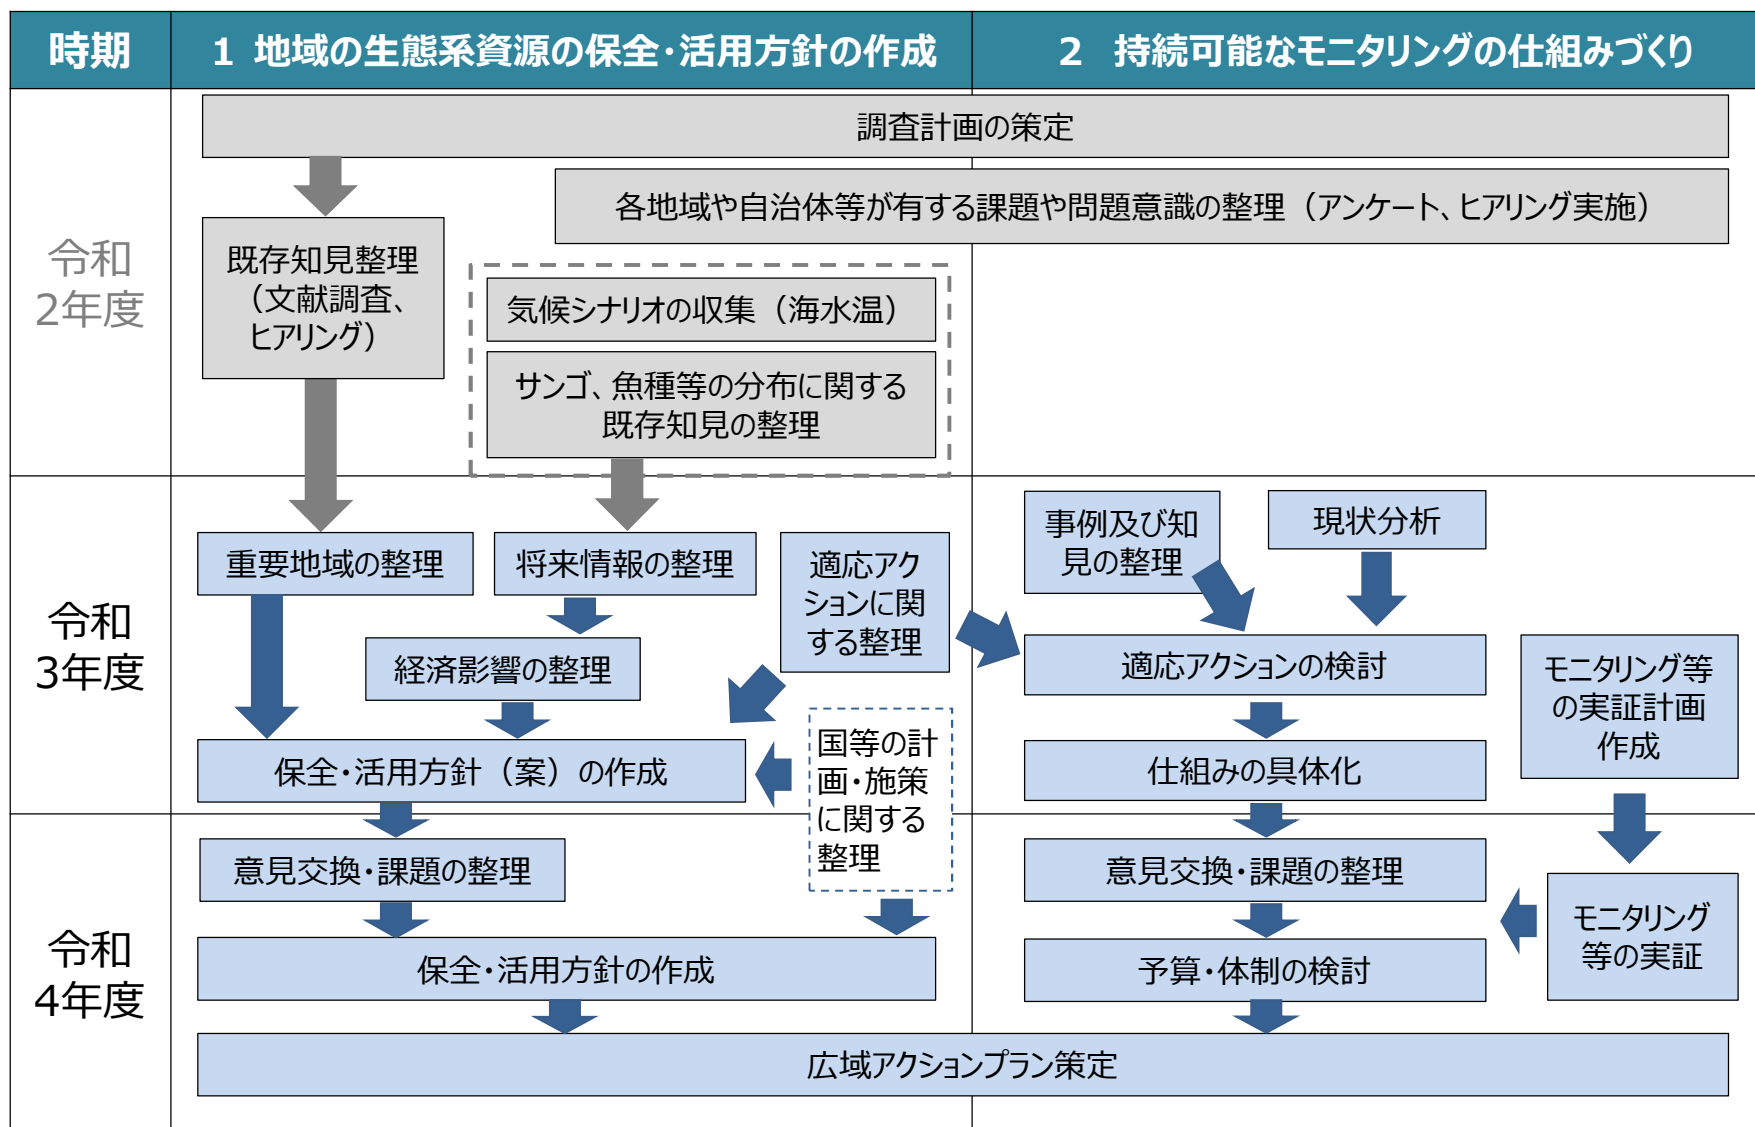 時期
1 地域の生態系資源の保全・活用方針の作成
2 持続可能なモニタリングの仕組みづくり
令和
2年度
調査計画の策定
各地域や自治体等が有する課題や問題意識の整理（アンケート、ヒアリング実施）
既存知見整理
（文献調査、
ヒアリング）
気候シナリオの収集（海水温）
サンゴ、魚種等の分布に関する
既存知見の整理
令和
3年度
重要地域の整理
将来情報の整理
適応アク
ションに関
する整理
経済影響の整理
保全・活用方針（案）の作成
国等の計
画・施策
に関する
整理
事例及び知
見の整理
現状分析
適応アクションの検討
仕組みの具体化
モニタリング等
の実証計画
作成
令和
4年度
意見交換・課題の整理
保全・活用方針の作成
意見交換・課題の整理
予算・体制の検討
モニタリング
等の実証
広域アクションプラン策定